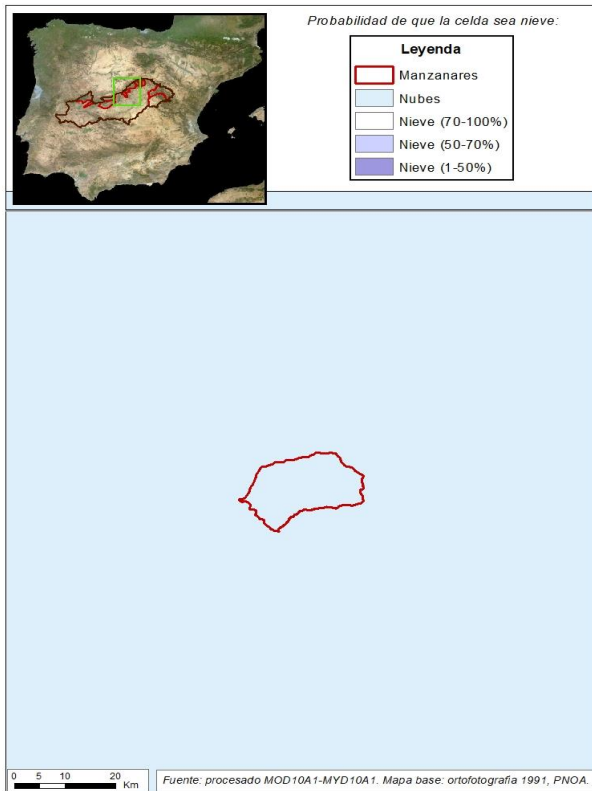 Probabilidad de que la celda sea nieve:
Leyenda
Manzanares
Nubes
Nieve (70-100%)
Nieve (50-70%)
Nieve (1-50%)
0 5 10 20
Km
Fuente: procesado MOD10A1-MYD10A1. Mapa base: ortofotografía 1991, PNOA.